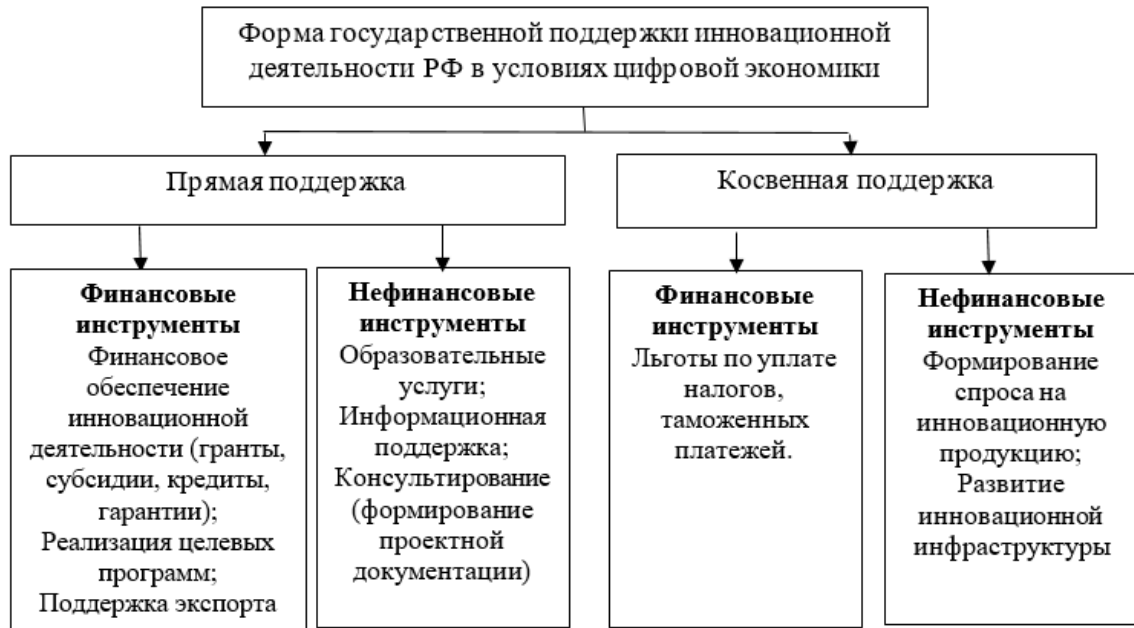 Форма государственной поддержки инновационной
деятельности РФ в условиях цифровой экономики
Прямая поддержка
Косвенная поддержка
Финансовые
инструменты
Финансовое
обеспечение
инновационной
деятельности (гранты,
субсидии, кредиты,
гарантии);
Реализация целевых
программ;
Поддержка экспорта
Нефинансовые
инструменты
Образовательные
услуги;
Информационная
поддержка;
Консультирование
(формирование
проектной
документации)
Финансовые
инструменты
Льготы по уплате
налогов,
таможенных
платежей.
Нефинансовые
инструменты
Формирование
спроса на
инновационную
продукцию;
Развитие
инновационной
инфраструктуры